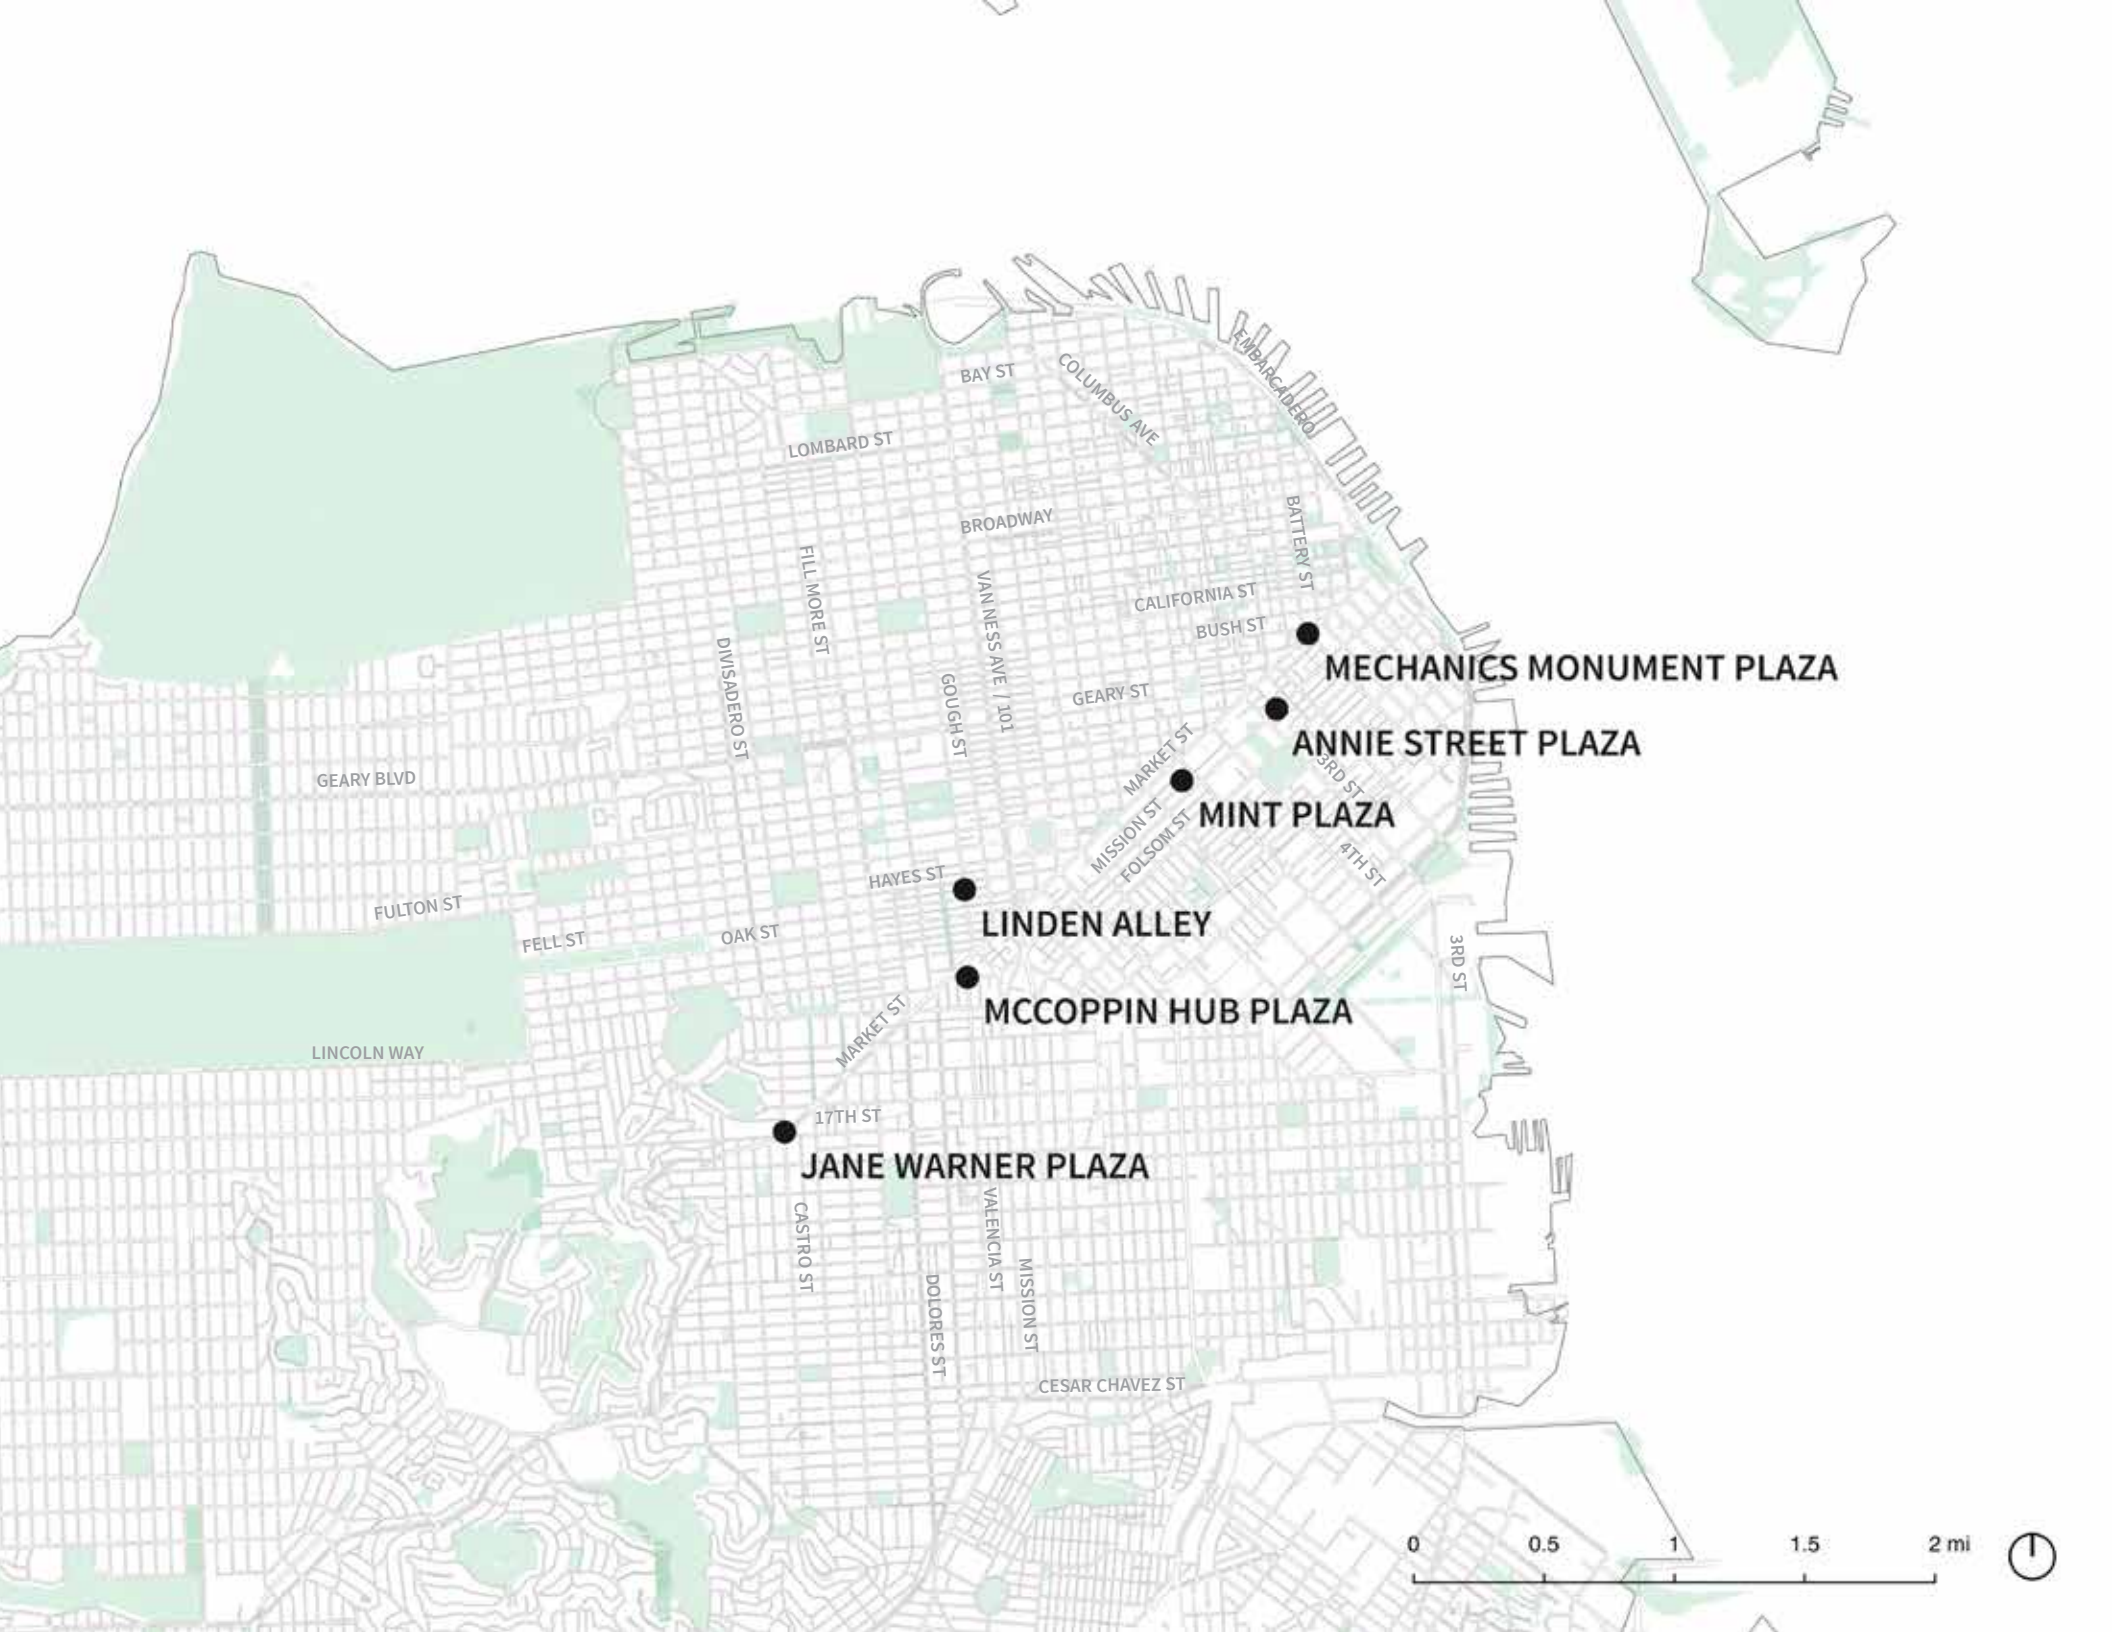 EMBARCADERO
BAY ST
COLUMBUS AVE
LOMBARD ST
BROADWAY
BATTERY ST
FILL MORE ST
VAN NESS AVE / 101
CALIFORNIA ST
BUSH ST
MECHANICS MONUMENT PLAZA
DIVISADERO ST
GOUGH ST
GEARY ST
ANNIE STREET PLAZA
MARKET ST
3RD ST
GEARY BLVD
MINT PLAZA
MISSION ST
FOLSOM ST
4TH ST
HAYES ST
FULTON ST
LINDEN ALLEY
FELL ST
OAK ST
3RD ST
MCCOPPIN HUB PLAZA
MARKET ST
LINCOLN WAY
17TH ST
JANE WARNER PLAZA
CASTRO ST
VALENCIA ST
DOLORES ST
MISSION ST
CESAR CHAVEZ ST
0 0.5 1 1.5 2 mi